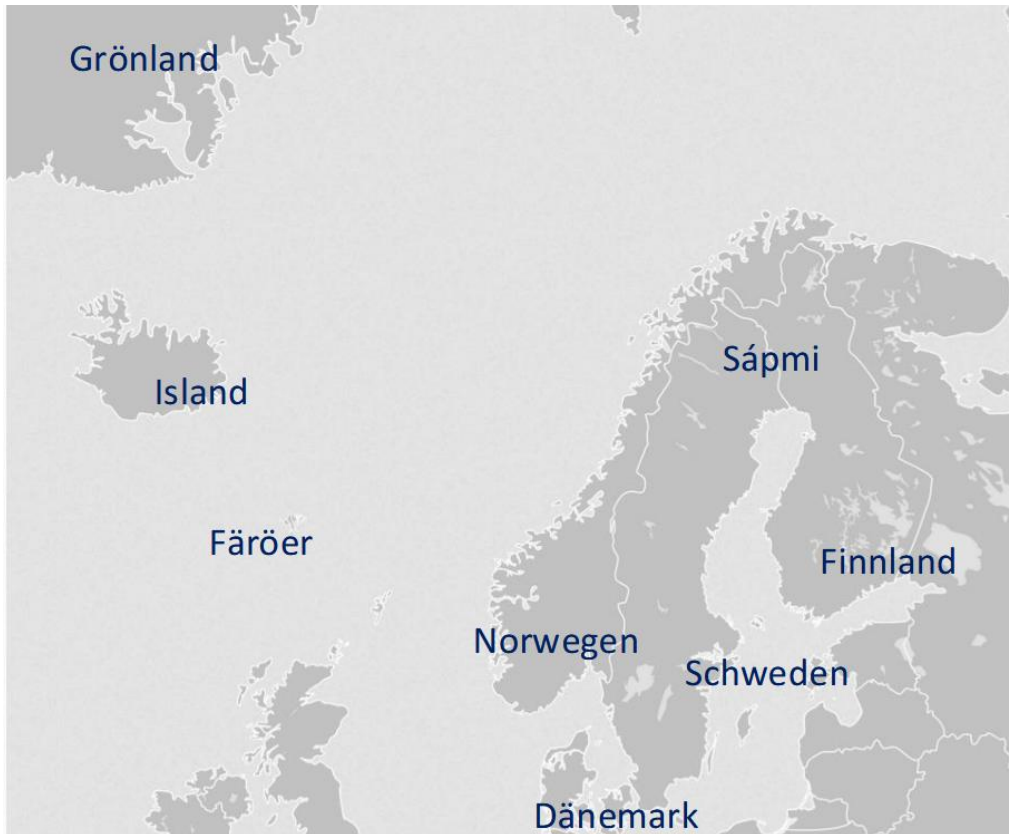 Grönland
Sápmi
Island
Färöer
Finnland
Norwegen
Schweden
Dänemark